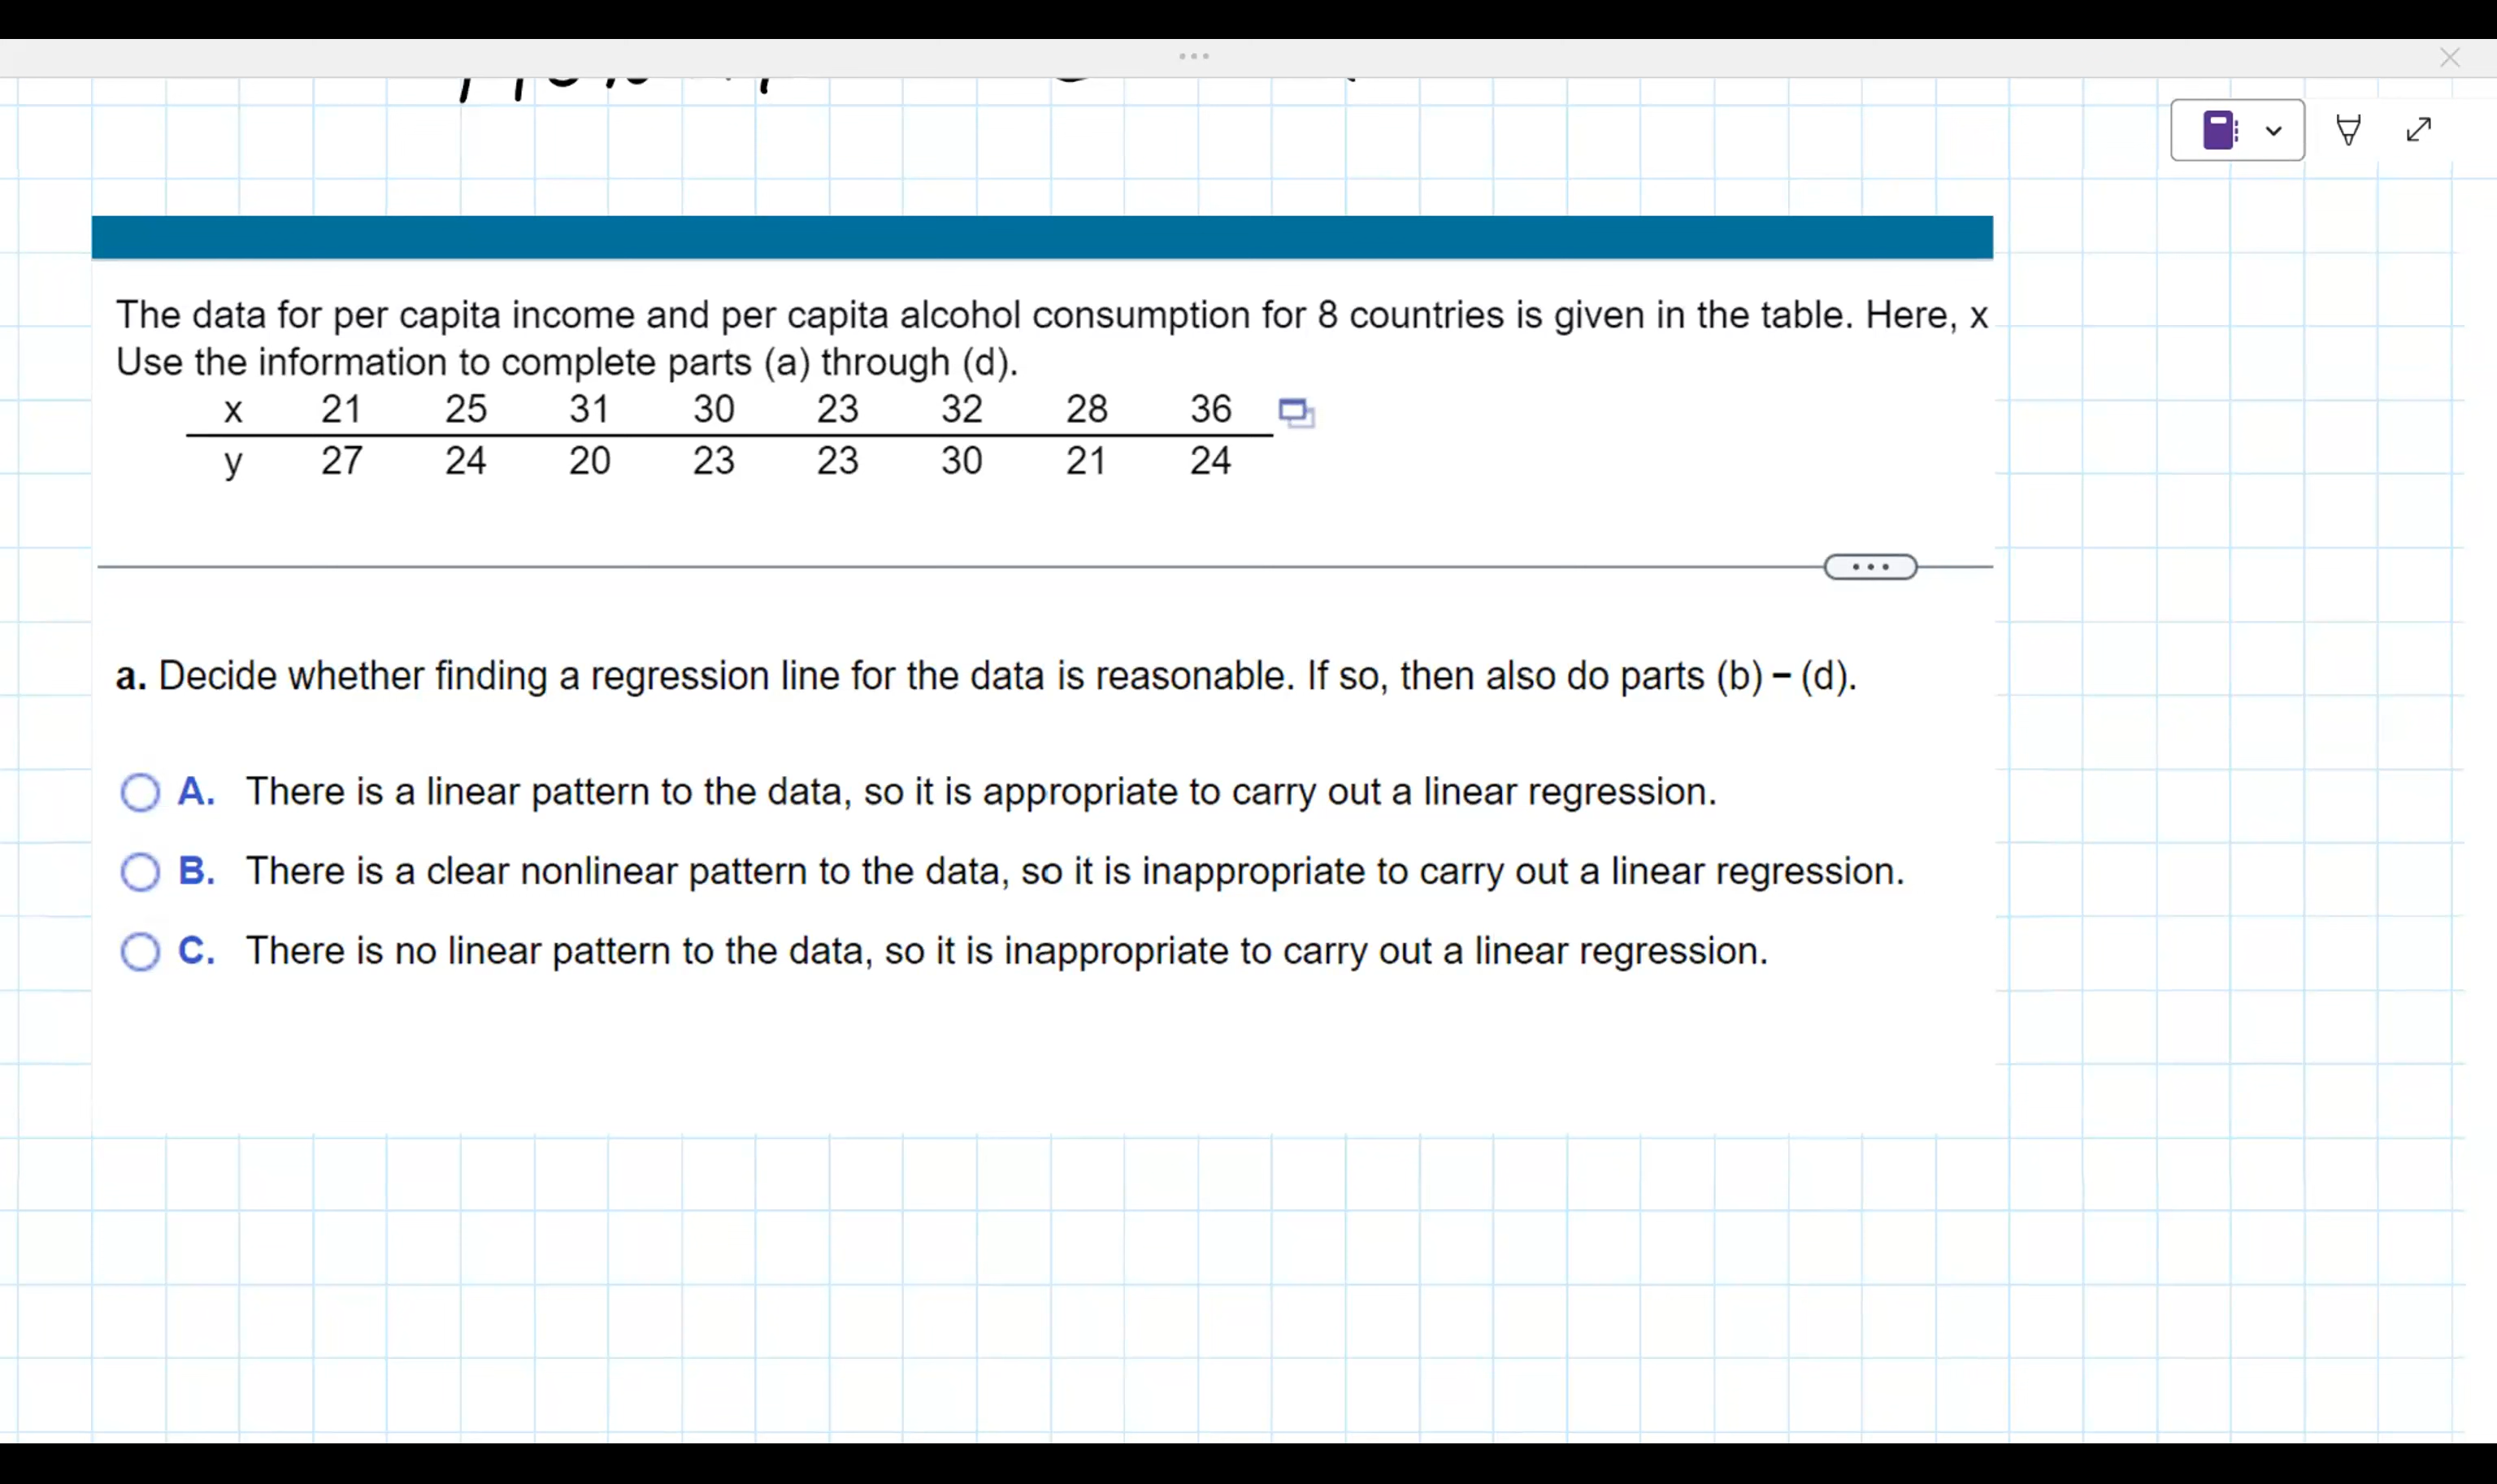 The data for per capita income and per capita alcohol consumption for 8 countries is given in the table. Here, x
Use the information to complete parts (a) through (d).
x 21 25 31 30 23 32 28 36
y 27 24 20 23 23 30 21 24
a. Decide whether finding a regression line for the data is reasonable. If so, then also do parts (b) – (d).
A. There is a linear pattern to the data, so it is appropriate to carry out a linear regression.
B. There is a clear nonlinear pattern to the data, so it is inappropriate to carry out a linear regression.
C. There is no linear pattern to the data, so it is inappropriate to carry out a linear regression.